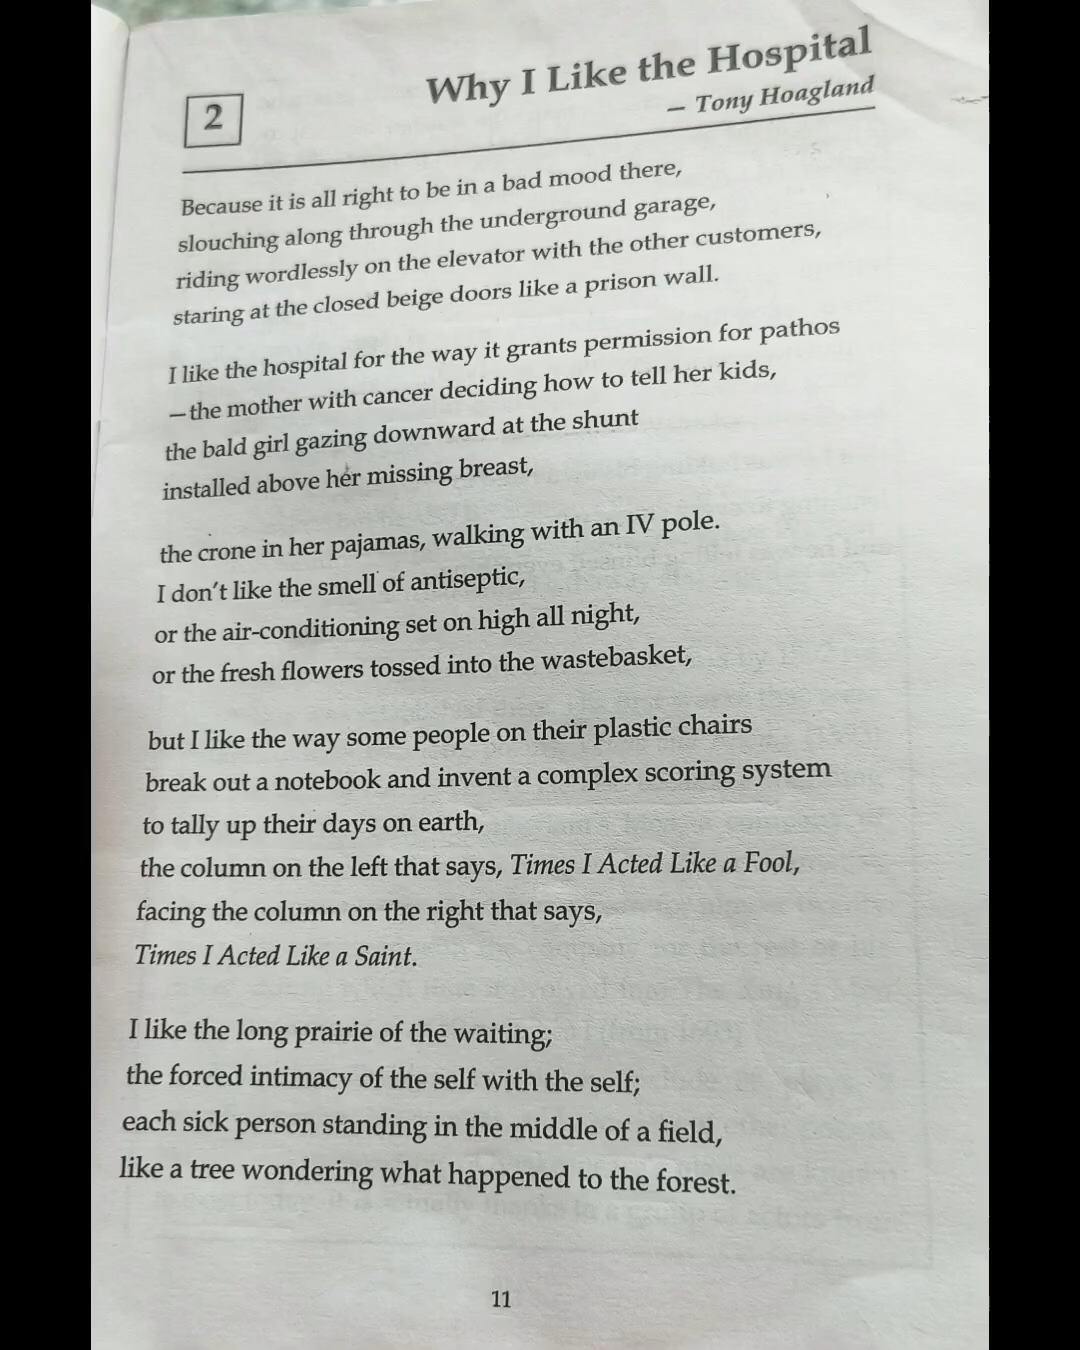 2
Why I Like the Hospital
— Tony Hoagland
Because it is all right to be in a bad mood there,
slouching along through the underground garage,
riding wordlessly on the elevator with the other customers,
staring at the closed beige doors like a prison wall.
I like the hospital for the way it grants permission for pathos
—the mother with cancer deciding how to tell her kids,
the bald girl gazing downward at the shunt
installed above her missing breast,
the crone in her pajamas, walking with an IV pole.
I don't like the smell of antiseptic,
or the air-conditioning set on high all night,
or the fresh flowers tossed into the wastebasket,
but I like the way some people on their plastic chairs
break out a notebook and invent a complex scoring system
to tally up their days on earth,
the column on the left that says, Times I Acted Like a Fool,
facing the column on the right that says,
Times I Acted Like a Saint.
I like the long prairie of the waiting;
the forced intimacy of the self with the self;
each sick person standing in the middle of a field,
like a tree wondering what happened to the forest.
11